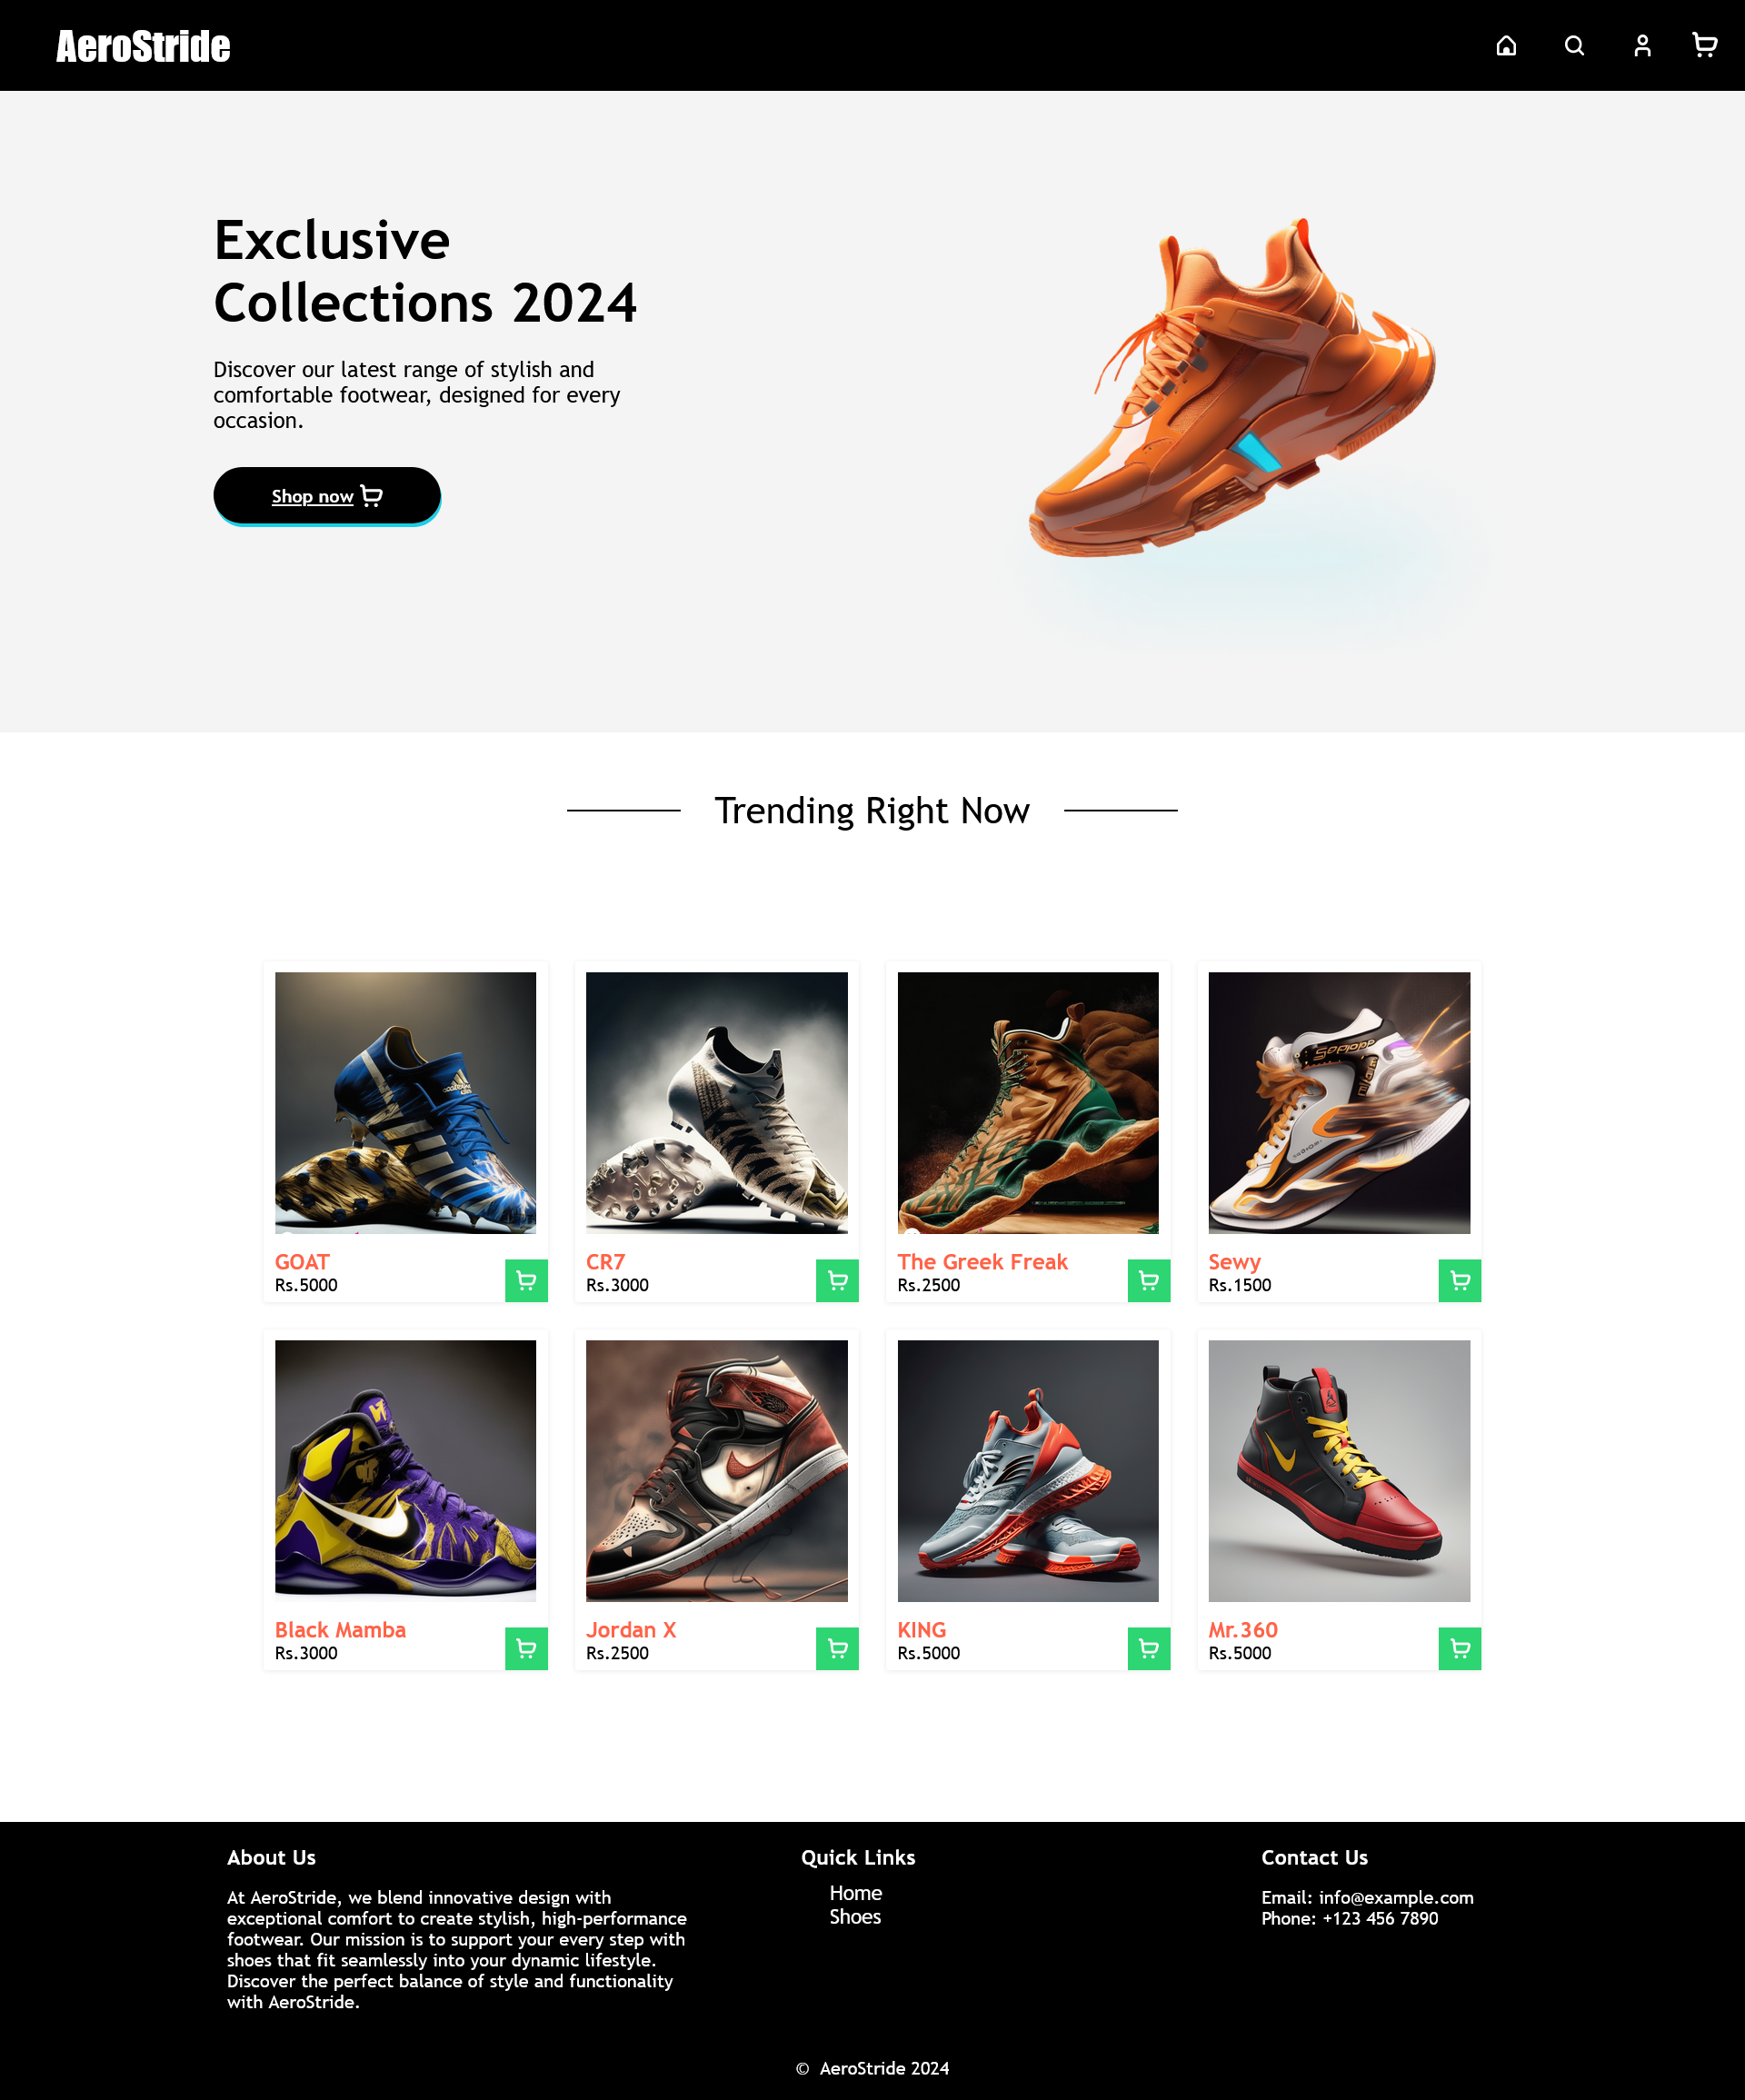 AeroStride
Exclusive
Collections 2024
Discover our latest range of stylish and
comfortable footwear, designed for every
occasion.
Shop now
Trending Right Now
GOAT
Rs.5000
CR7
Rs.3000
The Greek Freak
Rs.2500
Sewy
Rs.1500
Black Mamba
Rs.3000
Jordan X
Rs.2500
KING
Rs.5000
Mr.360
Rs.5000
About Us
At AeroStride, we blend innovative design with
exceptional comfort to create stylish, high-performance
footwear. Our mission is to support your every step with
shoes that fit seamlessly into your dynamic lifestyle.
Discover the perfect balance of style and functionality
with AeroStride.
Quick Links
Home
Shoes
Contact Us
Email: info@example.com
Phone: +123 456 7890
© AeroStride 2024